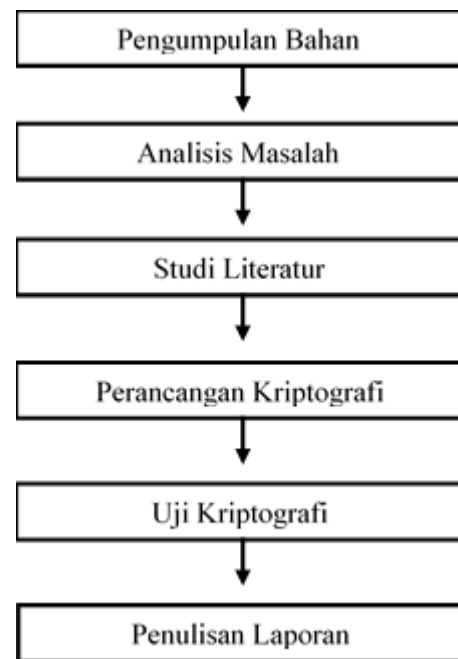 Pengumpulan Bahan
Analisis Masalah
Studi Literatur
Perancangan Kriptografi
Uji Kriptografi
Penulisan Laporan